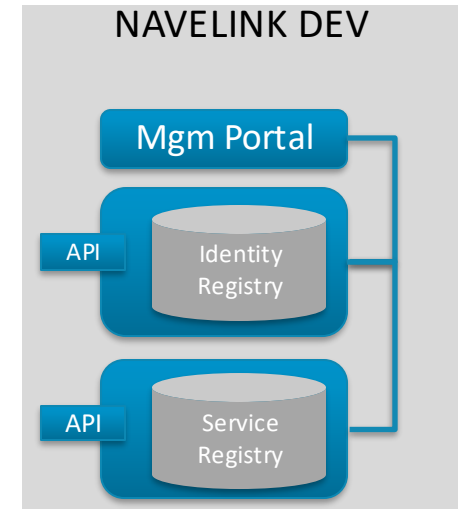 NAVELINK DEV
Mgm Portal
API
Identity
Registry
API
Service
Registry